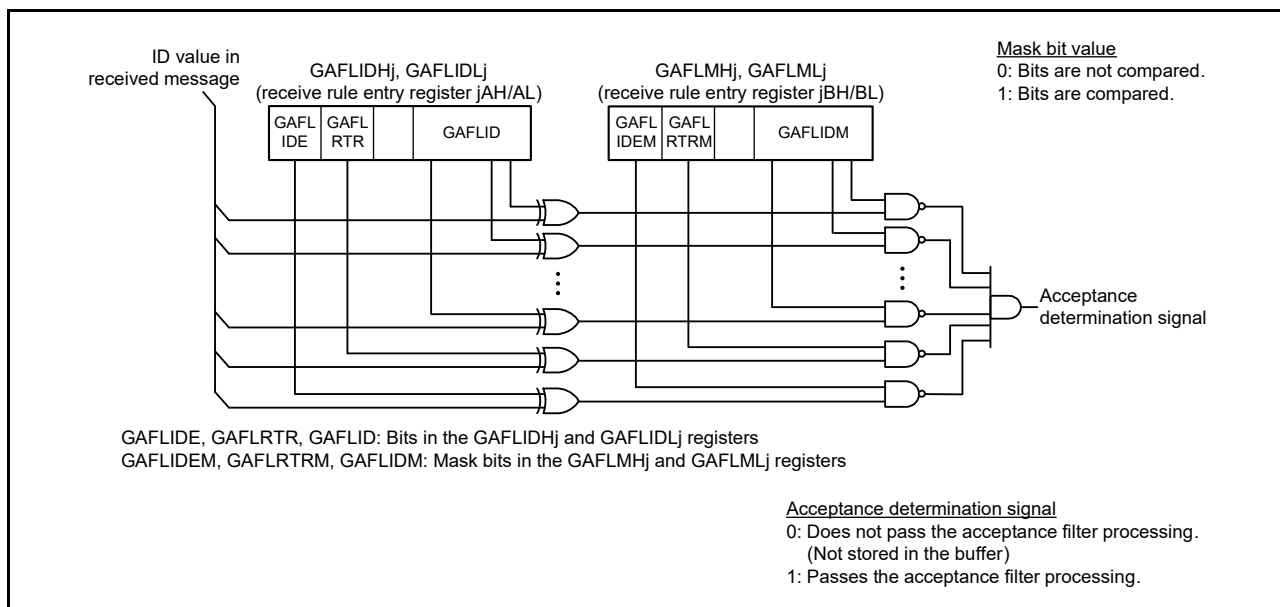 ID value in
received message
GAFLIDHj, GAFLIDLj
(receive rule entry register jAH/AL)
GAFL
IDE
GAFL
RTR
GAFLID
GAFLMHj, GAFLMLj
(receive rule entry register jBH/BL)
GAFL
IDEM
GAFL
RTRM
GAFLIDM
Mask bit value
0: Bits are not compared.
1: Bits are compared.
Acceptance
determination signal
GAFLIDE, GAFLRTR, GAFLID: Bits in the GAFLIDHj and GAFLIDLj registers
GAFLIDEM, GAFLRTRM, GAFLIDM: Mask bits in the GAFLMHj and GAFLMLj registers
Acceptance determination signal
0: Does not pass the acceptance filter processing.
(Not stored in the buffer)
1: Passes the acceptance filter processing.